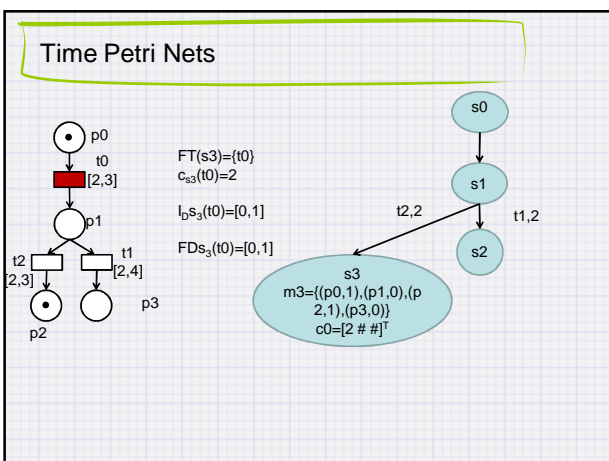 Time Petri Nets
p0
t0
[2,3]
p1
t2
[2,3]
t1
[2,4]
p3
p2
FT(s3)={t0}
cs3(t0)=2
IDs3(t0)=[0,1]
FDs3(t0)=[0,1]
s0
s1
t2,2
t1,2
s2
s3
m3={(p0,1),(p1,0),(p
2,1),(p3,0)}
c0=[2 # #]T